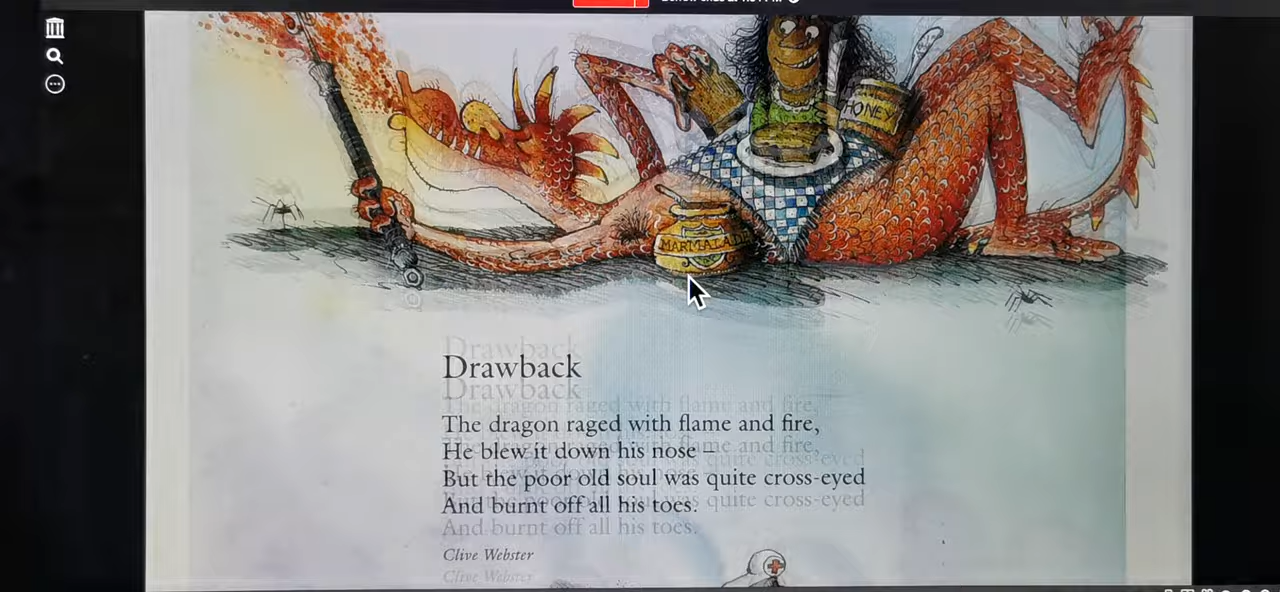 HONEY
MARMALADE
Drawback
The dragon raged with flame and fire,
He blew it down his nose –
But the poor old soul was quite cross-eyed
And burnt off all his toes.
Clive Webster